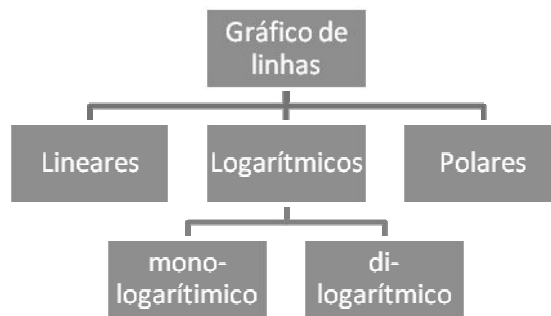 Gráfico de
linhas
Lineares
Logarítmicos
Polares
mono-
logarítimico
di-
logarítmico